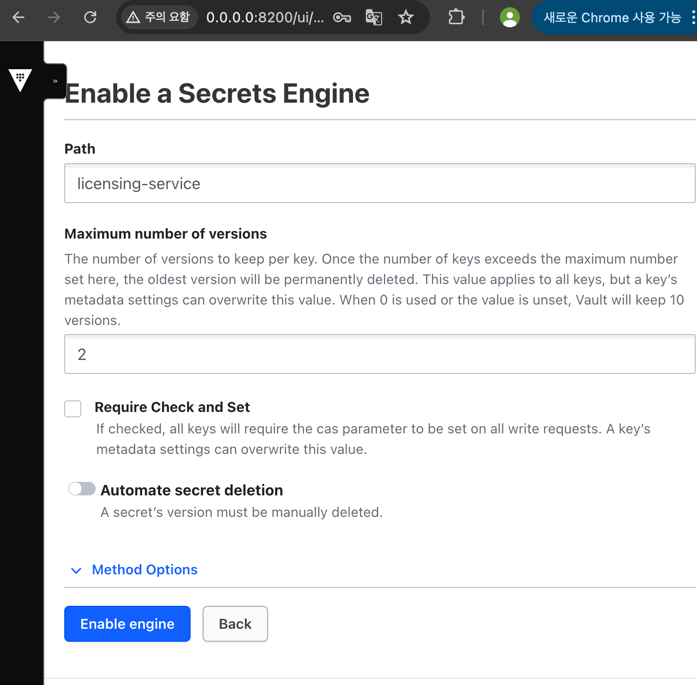 주의 요함 0.0.0.0:8200/ui/... 새로운 Chrome 사용 가능
»
Enable a Secrets Engine
Path
licensing-service
Maximum number of versions
The number of versions to keep per key. Once the number of keys exceeds the maximum number
set here, the oldest version will be permanently deleted. This value applies to all keys, but a key’s
metadata settings can overwrite this value. When 0 is used or the value is unset, Vault will keep 10
versions.
2
Require Check and Set
If checked, all keys will require the cas parameter to be set on all write requests. A key’s
metadata settings can overwrite this value.
Automate secret deletion
A secret’s version must be manually deleted.
Method Options
Enable engine Back